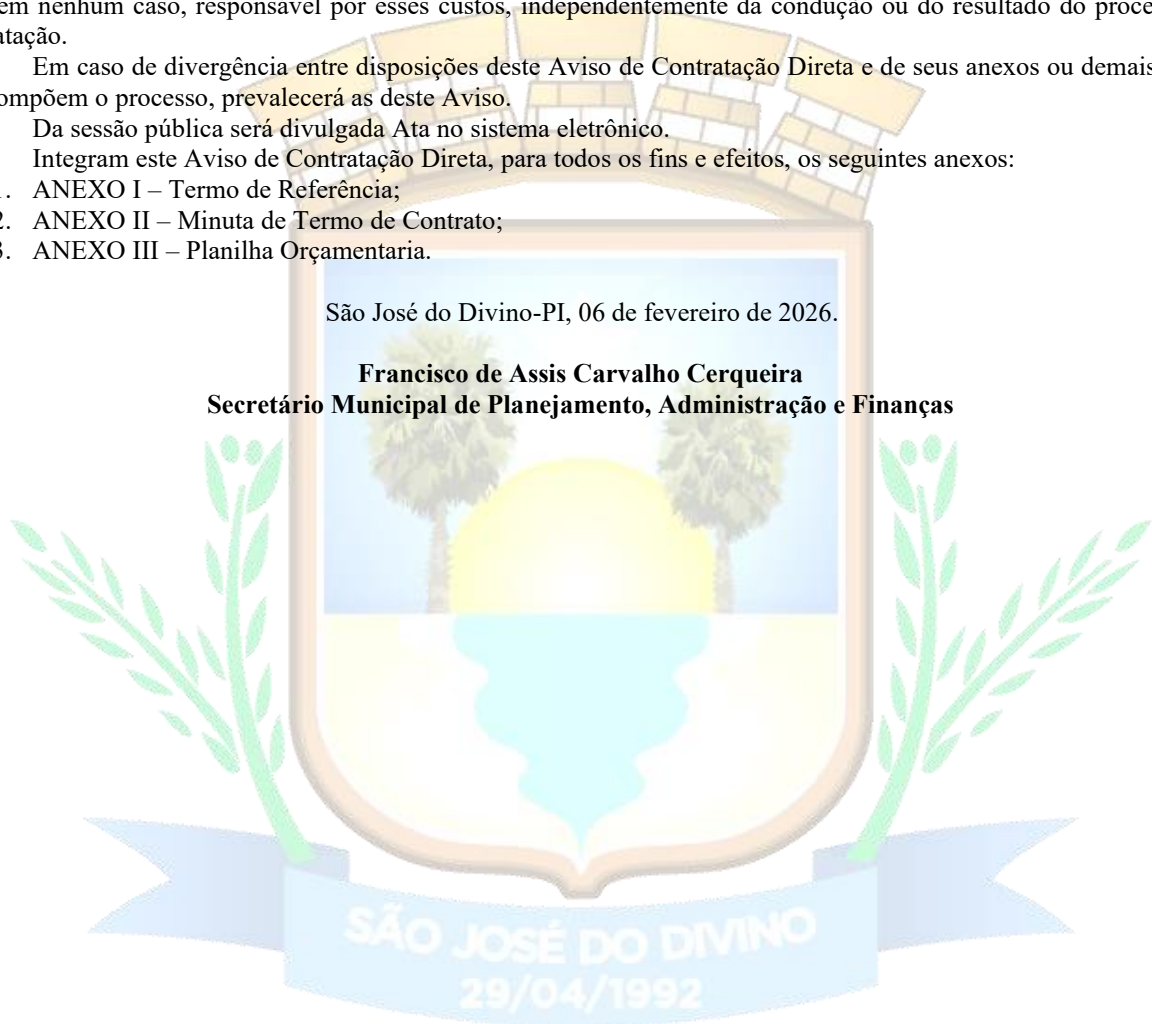 em nenhum caso, responsável por esses custos, independentemente da condução ou do resultado do proce
atação.
Em caso de divergência entre disposições deste Aviso de Contratação Direta e de seus anexos ou demais
ompõem o processo, prevalecerá as deste Aviso.
Da sessão pública será divulgada Ata no sistema eletrônico.
Integram este Aviso de Contratação Direta, para todos os fins e efeitos, os seguintes anexos:
. ANEXO I – Termo de Referência;
2. ANEXO II – Minuta de Termo de Contrato;
3. ANEXO III – Planilha Orçamentaria.
São José do Divino-PI, 06 de fevereiro de 2026.
Francisco de Assis Carvalho Cerqueira
Secretário Municipal de Planejamento, Administração e Finanças
SÃO JOSÉ DO DIVINO
29/04/1992